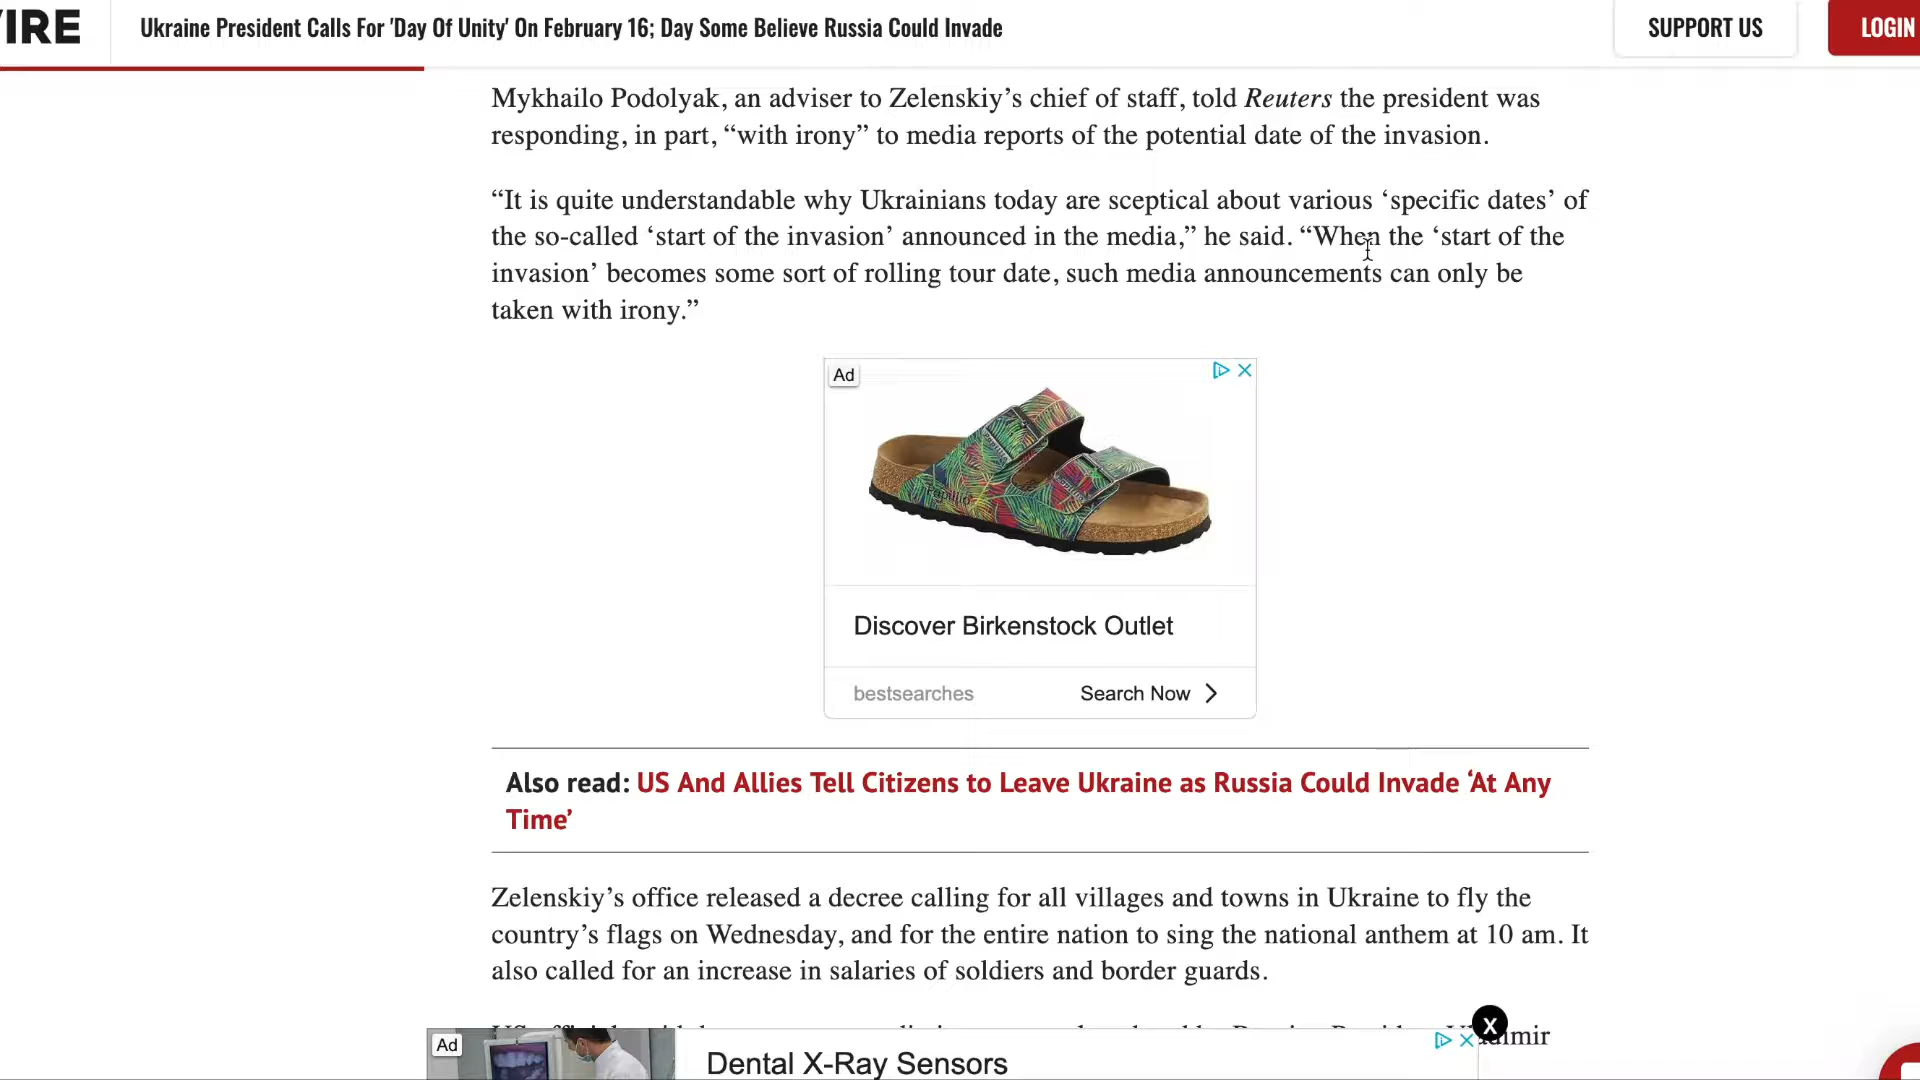 IRE
Ukraine President Calls For 'Day Of Unity' On February 16; Day Some Believe Russia Could Invade
SUPPORT US
LOGIN
Mykhailo Podolyak, an adviser to Zelenskiy’s chief of staff, told Reuters the president was
responding, in part, “with irony” to media reports of the potential date of the invasion.
“It is quite understandable why Ukrainians today are sceptical about various ‘specific dates’ of
the so-called ‘start of the invasion’ announced in the media,” he said. “When the ‘start of the
invasion’ becomes some sort of rolling tour date, such media announcements can only be
taken with irony.”
Ad
Papillio
Discover Birkenstock Outlet
bestsearches
Search Now
Also read: US And Allies Tell Citizens to Leave Ukraine as Russia Could Invade ‘At Any
Time’
Zelenskiy’s office released a decree calling for all villages and towns in Ukraine to fly the
country’s flags on Wednesday, and for the entire nation to sing the national anthem at 10 am. It
also called for an increase in salaries of soldiers and border guards.
X
Ad
Dental X-Ray Sensors